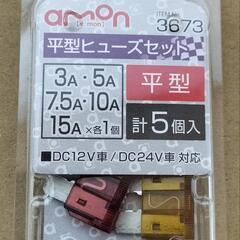 amon
[e·mon]
ITEM No.
3673
平型ヒューズセット
3A・5A
7.5A・10A
15A×各1個
平型
計5個入
■DC12V車/DC24V車 対応